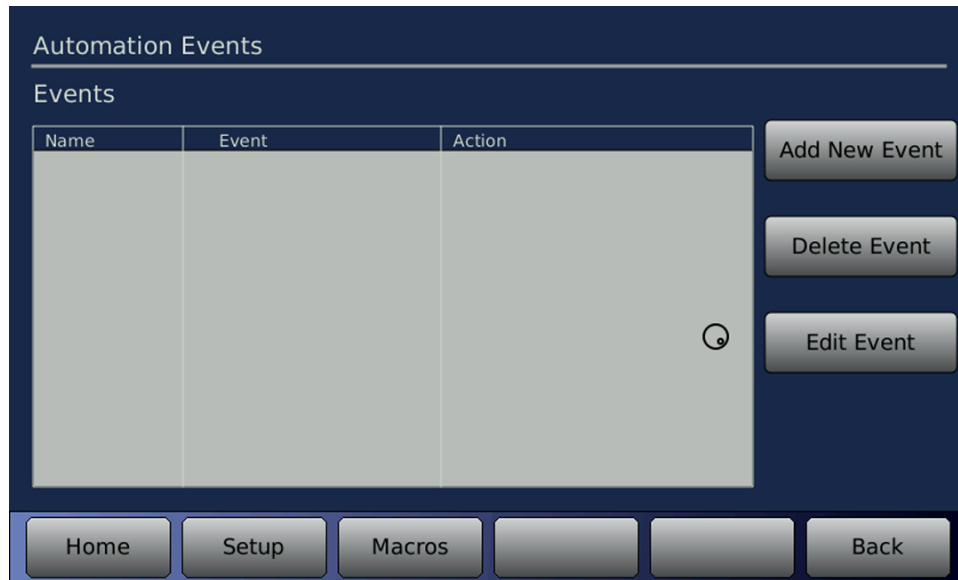 Automation Events
Events
Name Event Action
Add New Event
Delete Event
Edit Event
Home Setup Macros Back